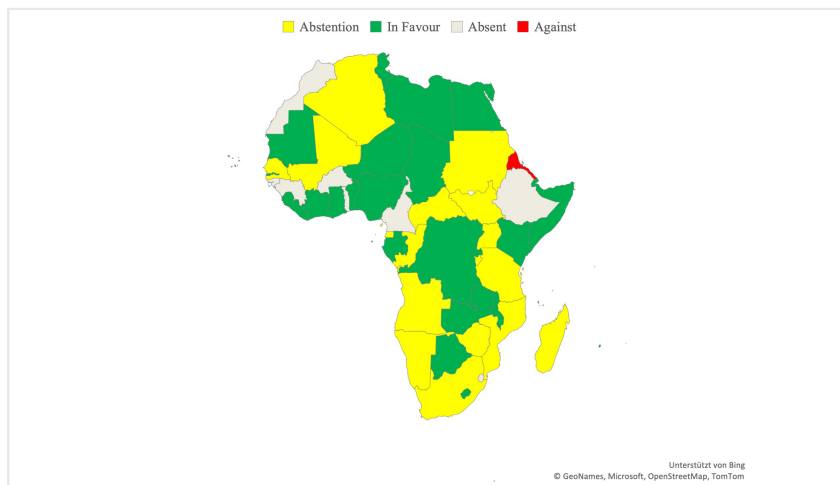 Abstention In Favour Absent Against
Unterstützt von Bing
© GeoNames, Microsoft, OpenStreetMap, TomTom